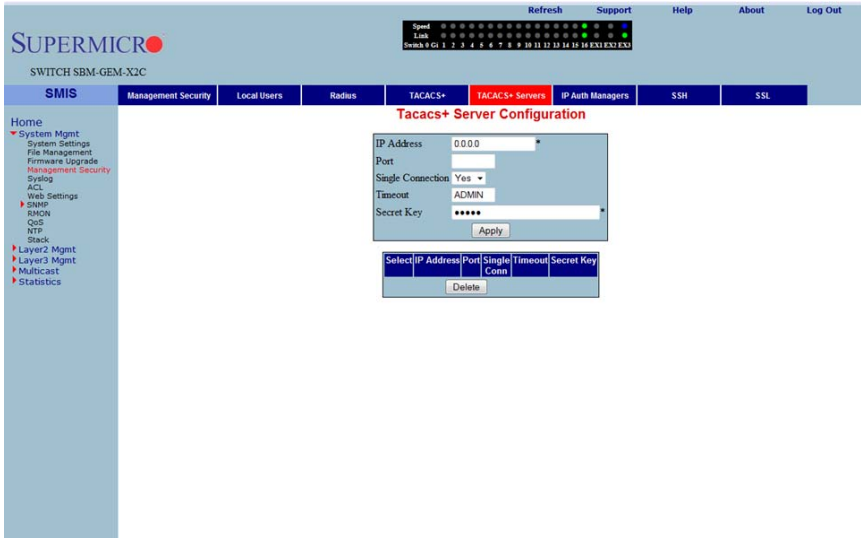 Refresh Support Help About Log Out
Speed
Link
Switch 0 Gi 1 2 3 4 5 6 7 8 9 10 11 12 13 14 15 16 EX1 EX2 EX3
SUPERMICRO
SWITCH SBM-GEM-X2C
SMIS
Management Security Local Users Radius TACACS+ TACACS+ Servers IP Auth Managers SSH SSL
Home
System Mgmt
System Settings
File Management
Firmware Upgrade
Management Security
Syslog
ACL
Web Settings
SNMP
RMON
QoS
NTP
Stack
Layer2 Mgmt
Layer3 Mgmt
Multicast
Statistics
Tacacs+ Server Configuration
IP Address 0.0.0.0 *
Port
Single Connection Yes
Timeout ADMIN
Secret Key ••••• *
Apply
Select IP Address Port Single Conn Timeout Secret Key
Delete